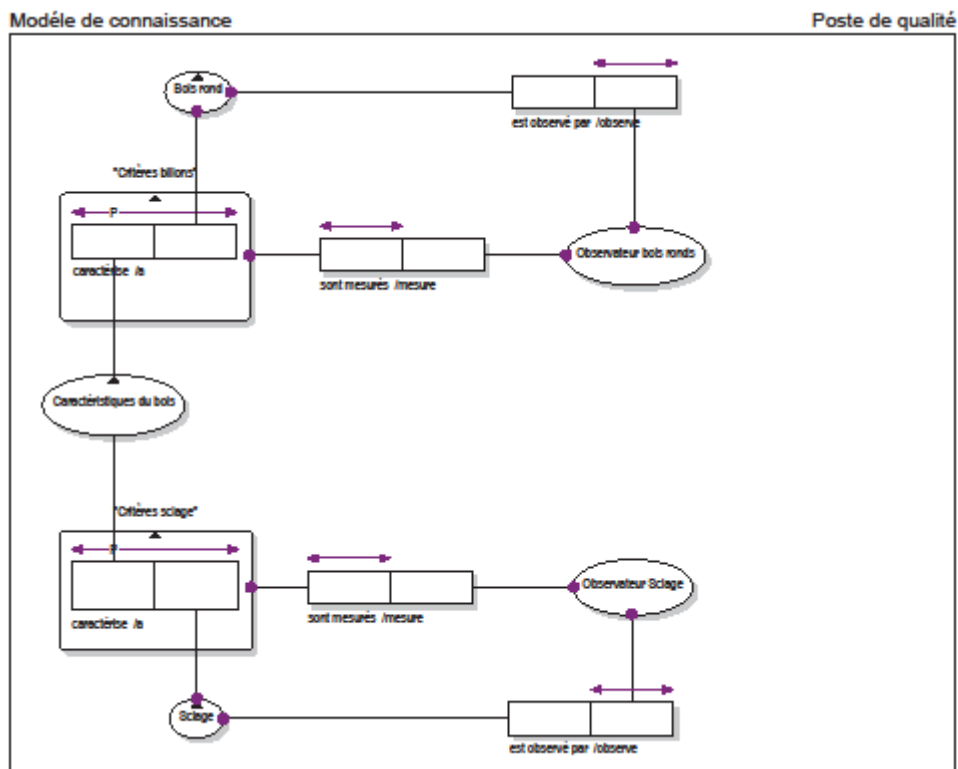 Modéle de connaissance
Poste de qualité
Bois rond
est observé par /observe
"Critères billons"
P
caractérise /a
sont mesurés /mesure
Observateur bois ronds
Caractéristiques du bois
"Critères sciage"
P
caractérise /a
sont mesurés /mesure
Observateur Sciage
Sciage
est observé par /observe